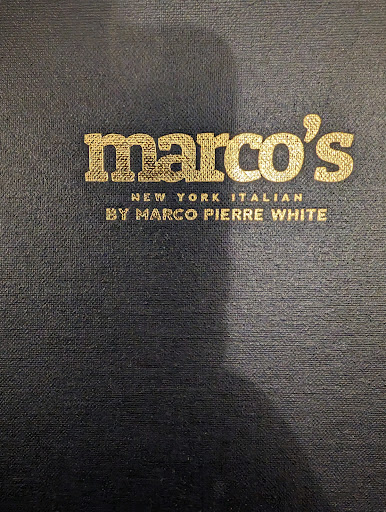 marco's
NEW YORK ITALIAN
BY MARCO PIERRE WHITE